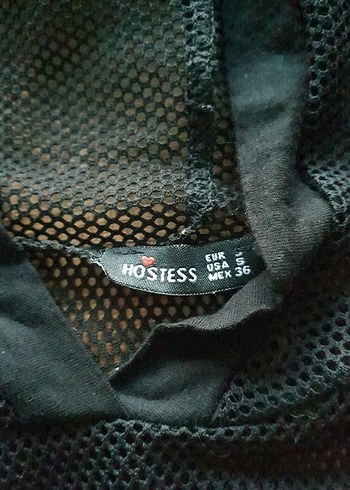 HOSTESS
EUR S
USA S
MEX 36